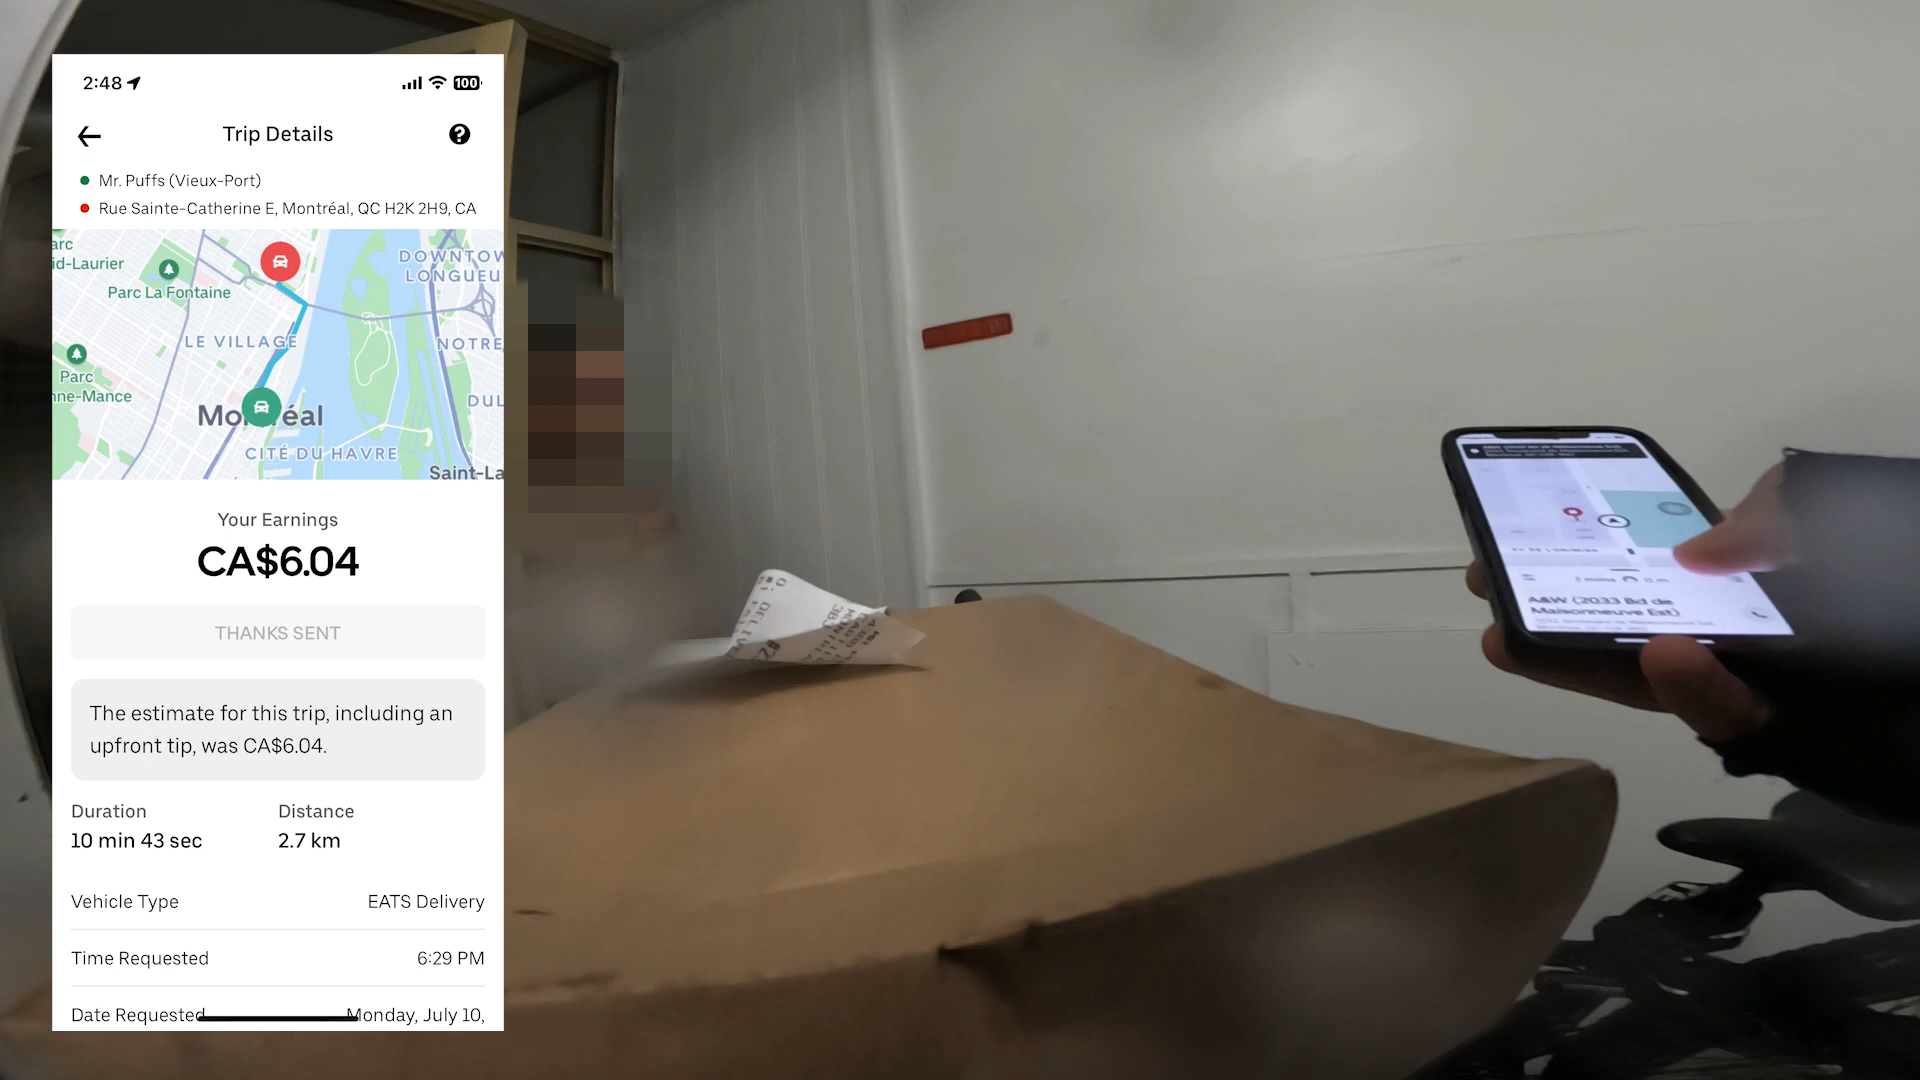 2:48
100
Trip Details
?
Mr. Puffs (Vieux-Port)
Rue Sainte-Catherine E, Montréal, QC H2K 2H9, CA
arc
id-Laurier
Parc La Fontaine
DOWNTOW
LONGUEU
LE VILLAGE
NOTRE
Parc
nne-Mance
Mo
éal
DUL
CITÉ DU HAVRE
Saint-La
Your Earnings
CA$6.04
THANKS SENT
The estimate for this trip, including an
upfront tip, was CA$6.04.
Duration
Distance
10 min 43 sec
2.7 km
Vehicle Type
EATS Delivery
Time Requested
6:29 PM
Date Requested
Monday, July 10,
A&W (2033 Bd de
Maisonneuve Est)